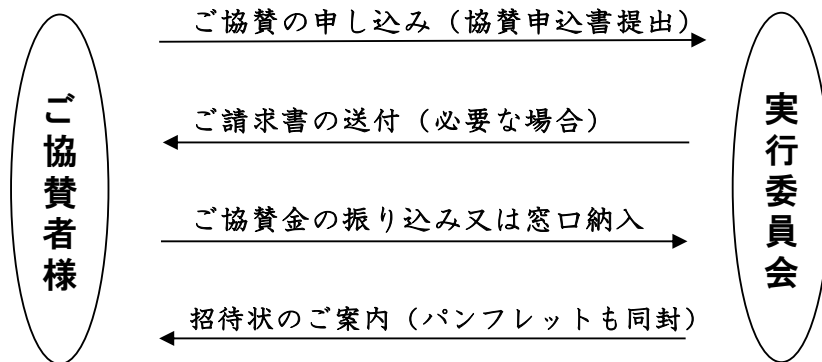 ご協賛の申し込み（協賛申込書提出）
ご協賛者様
実行委員会
ご請求書の送付（必要な場合）
ご協賛金の振り込み又は窓口納入
招待状のご案内（パンフレットも同封）